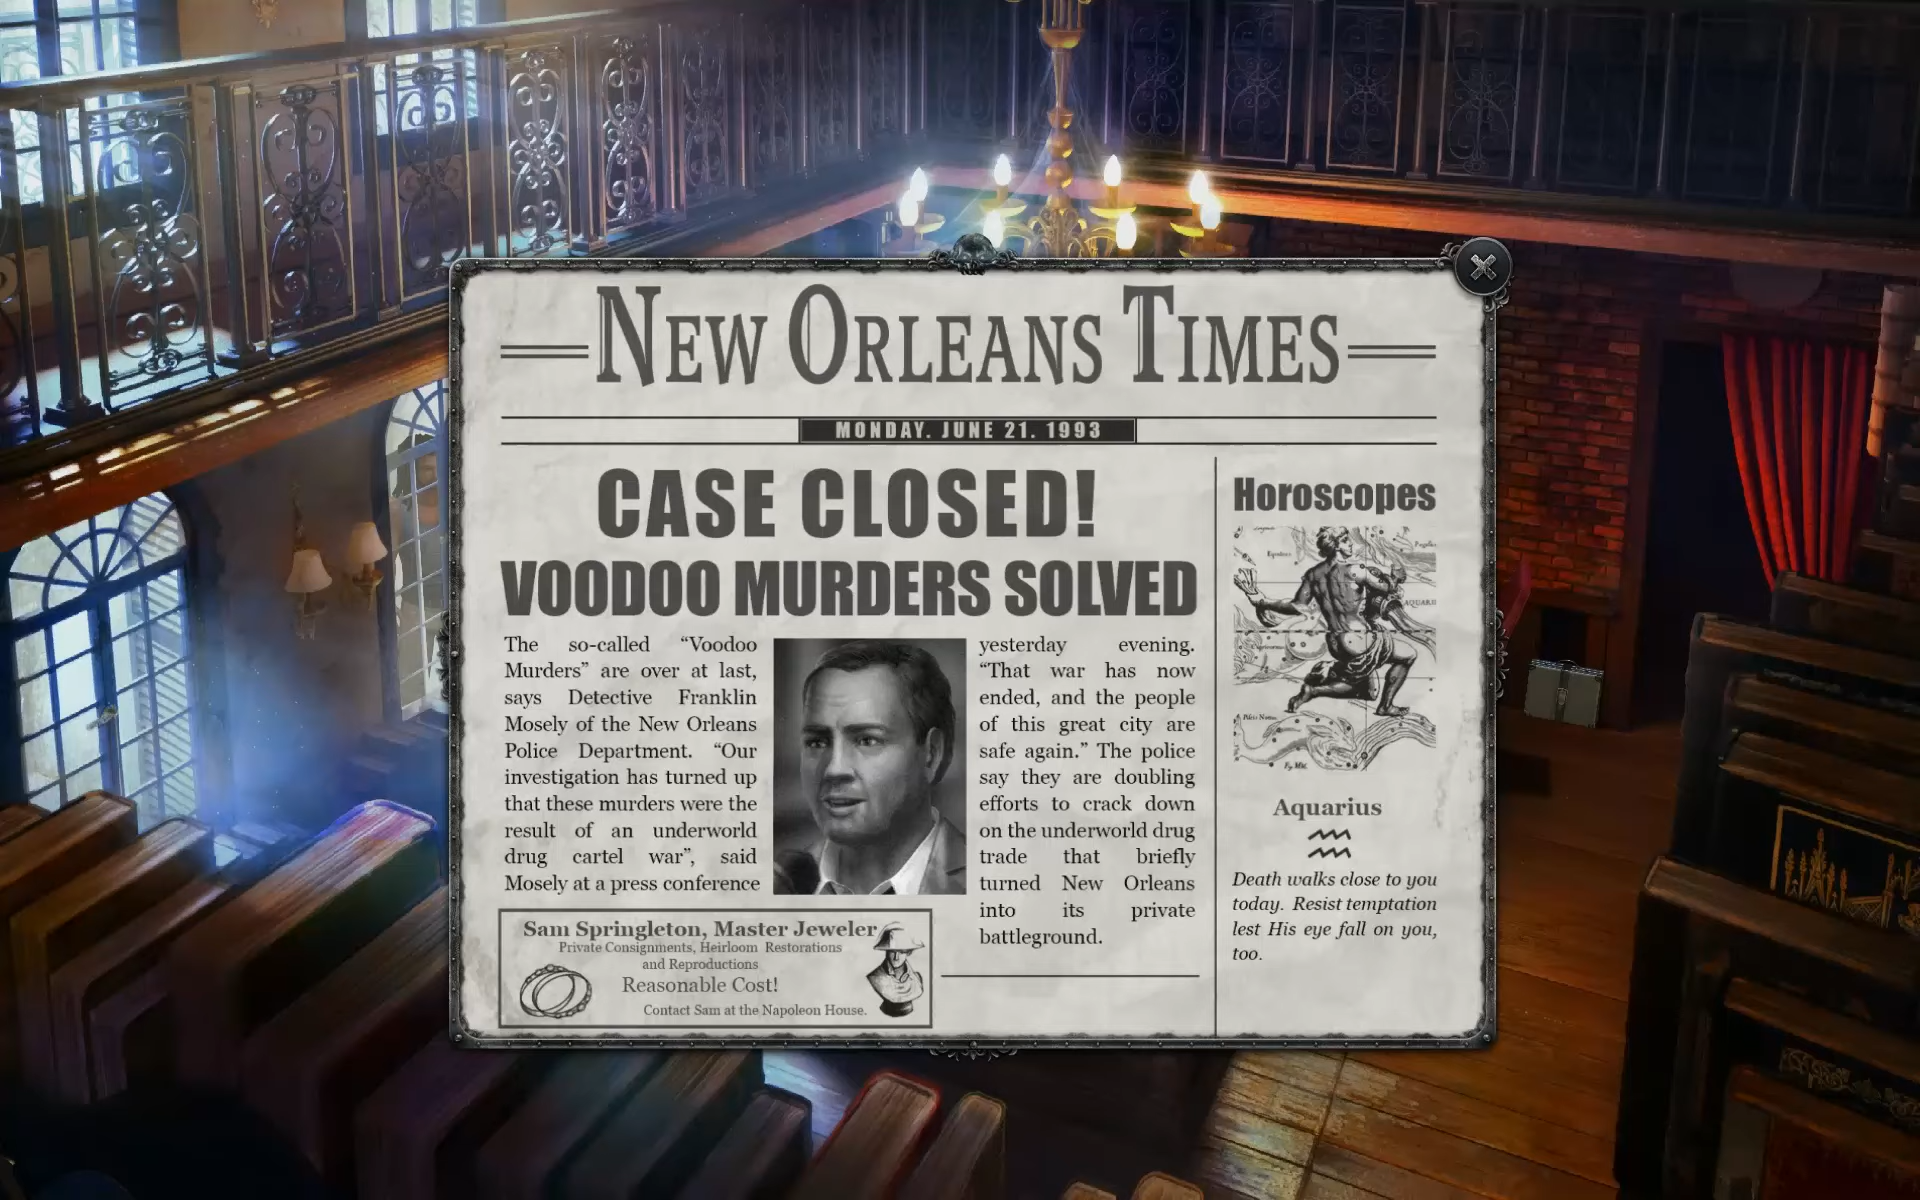 NEW ORLEANS TIMES
MONDAY. JUNE 21. 1993
CASE CLOSED!
VOODOO MURDERS SOLVED
The so-called “Voodoo
Murders” are over at last,
says Detective Franklin
Mosely of the New Orleans
Police Department. “Our
investigation has turned up
that these murders were the
result of an underworld
drug cartel war”, said
Mosely at a press conference
yesterday evening.
“That war has now
ended, and the people
of this great city are
safe again.” The police
say they are doubling
efforts to crack down
on the underworld drug
trade that briefly
turned New Orleans
into its private
battleground.
Sam Springleton, Master Jeweler
Private Consignments, Heirloom Restorations
and Reproductions
Reasonable Cost!
Contact Sam at the Napoleon House.
Horoscopes
Aquarius
Death walks close to you
today. Resist temptation
lest His eye fall on you,
too.